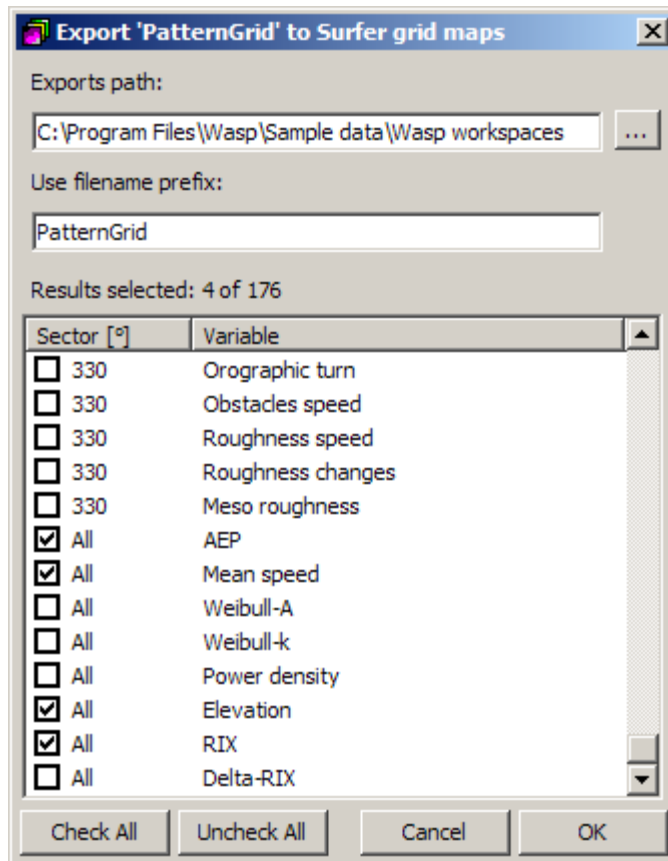 Export 'PatternGrid' to Surfer grid maps
Exports path:
C:\Program Files\Wasp\Sample data\Wasp workspaces ...
Use filename prefix:
PatternGrid
Results selected: 4 of 176
Sector [°] Variable
330 Orographic turn
330 Obstacles speed
330 Roughness speed
330 Roughness changes
330 Meso roughness
All AEP
All Mean speed
All Weibull-A
All Weibull-k
All Power density
All Elevation
All RIX
All Delta-RIX
Check All Uncheck All Cancel OK